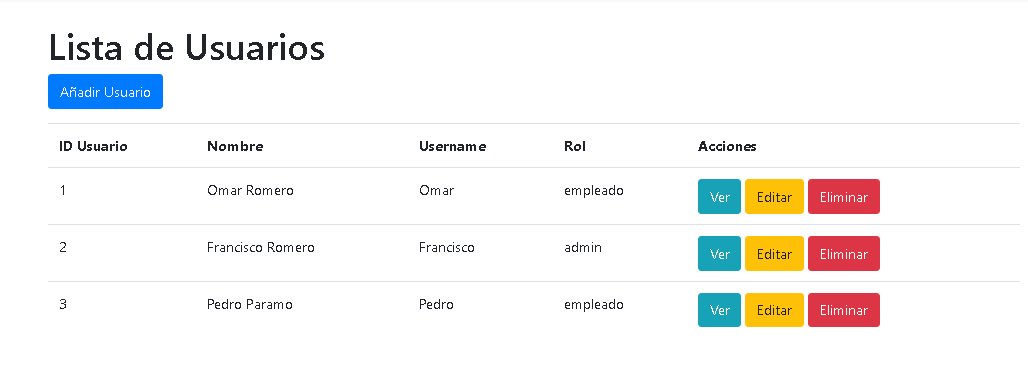 Lista de Usuarios
Añadir Usuario
ID Usuario Nombre Username Rol Acciones
1 Omar Romero Omar empleado Ver Editar Eliminar
2 Francisco Romero Francisco admin Ver Editar Eliminar
3 Pedro Paramo Pedro empleado Ver Editar Eliminar